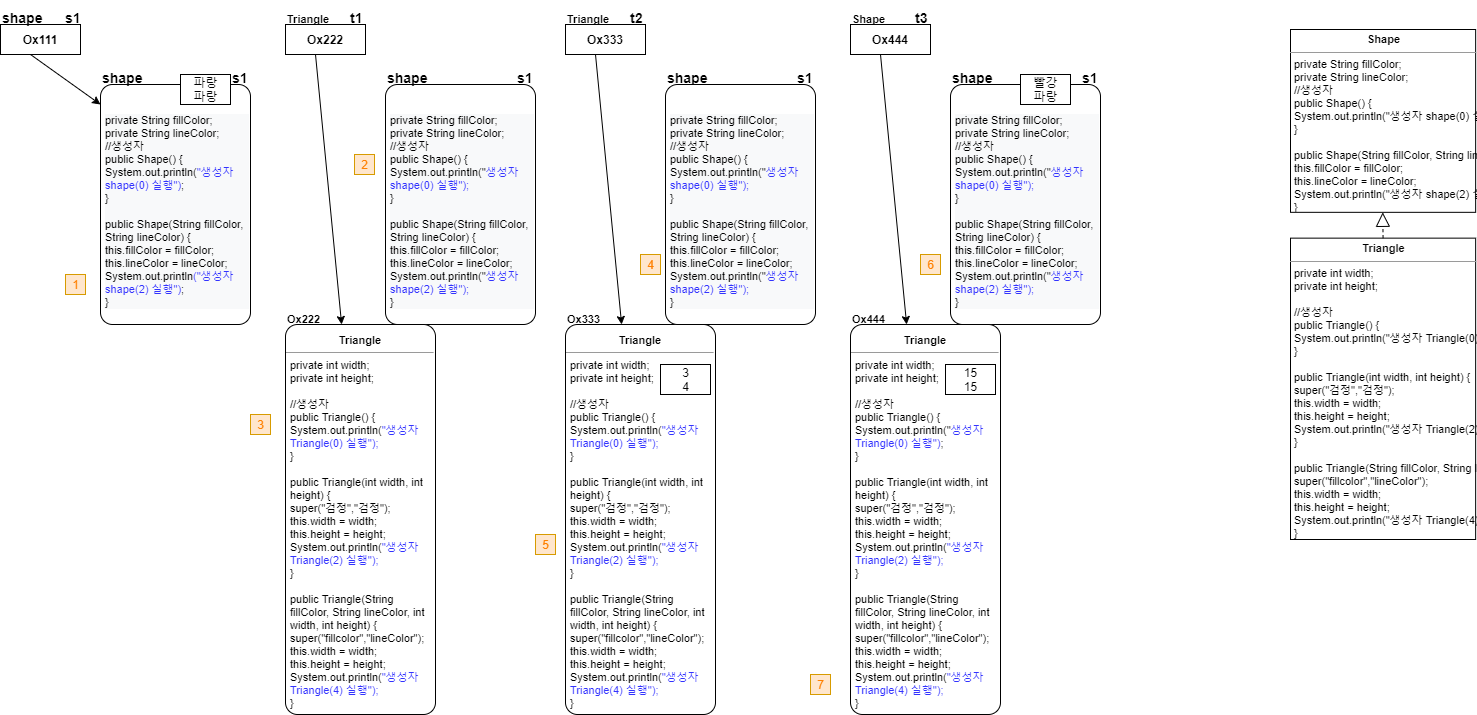 shape s1
Ox111
shape s1
파랑
파랑
private String fillColor;
private String lineColor;
//생성자
public Shape() {
System.out.println("생성자
shape(0) 실행");
}
public Shape(String fillColor,
String lineColor) {
this.fillColor = fillColor;
this.lineColor = lineColor;
System.out.println("생성자
shape(2) 실행");
}
1
Triangle t1
Ox222
shape s1
private String fillColor;
private String lineColor;
//생성자
public Shape() {
System.out.println("생성자
shape(0) 실행");
}
public Shape(String fillColor,
String lineColor) {
this.fillColor = fillColor;
this.lineColor = lineColor;
System.out.println("생성자
shape(2) 실행");
}
2
Ox222
Triangle
private int width;
private int height;
//생성자
public Triangle() {
System.out.println("생성자
Triangle(0) 실행");
}
public Triangle(int width, int
height) {
super("검정","검정");
this.width = width;
this.height = height;
System.out.println("생성자
Triangle(2) 실행");
}
public Triangle(String
fillColor, String lineColor, int
width, int height) {
super("fillcolor","lineColor");
this.width = width;
this.height = height;
System.out.println("생성자
Triangle(4) 실행");
}
3
Triangle t2
Ox333
shape s1
private String fillColor;
private String lineColor;
//생성자
public Shape() {
System.out.println("생성자
shape(0) 실행");
}
public Shape(String fillColor,
String lineColor) {
this.fillColor = fillColor;
this.lineColor = lineColor;
System.out.println("생성자
shape(2) 실행");
}
4
Ox333
Triangle
private int width;
private int height;
3
4
//생성자
public Triangle() {
System.out.println("생성자
Triangle(0) 실행");
}
public Triangle(int width, int
height) {
super("검정","검정");
this.width = width;
this.height = height;
System.out.println("생성자
Triangle(2) 실행");
}
public Triangle(String
fillColor, String lineColor, int
width, int height) {
super("fillcolor","lineColor");
this.width = width;
this.height = height;
System.out.println("생성자
Triangle(4) 실행");
}
5
Shape t3
Ox444
shape s1
빨강
파랑
private String fillColor;
private String lineColor;
//생성자
public Shape() {
System.out.println("생성자
shape(0) 실행");
}
public Shape(String fillColor,
String lineColor) {
this.fillColor = fillColor;
this.lineColor = lineColor;
System.out.println("생성자
shape(2) 실행");
}
6
Ox444
Triangle
private int width;
private int height;
15
15
//생성자
public Triangle() {
System.out.println("생성자
Triangle(0) 실행");
}
public Triangle(int width, int
height) {
super("검정","검정");
this.width = width;
this.height = height;
System.out.println("생성자
Triangle(2) 실행");
}
public Triangle(String
fillColor, String lineColor, int
width, int height) {
super("fillcolor","lineColor");
this.width = width;
this.height = height;
System.out.println("생성자
Triangle(4) 실행");
}
7
Shape
private String fillColor;
private String lineColor;
//생성자
public Shape() {
System.out.println("생성자 shape(0)
}
public Shape(String fillColor, String
this.fillColor = fillColor;
this.lineColor = lineColor;
System.out.println("생성자 shape(2)
}
Triangle
private int width;
private int height;
//생성자
public Triangle() {
System.out.println("생성자 Triangle(0
}
public Triangle(int width, int height) {
super("검정","검정");
this.width = width;
this.height = height;
System.out.println("생성자 Triangle(2
}
public Triangle(String fillColor, String
super("fillcolor","lineColor");
this.width = width;
this.height = height;
System.out.println("생성자 Triangle(4
}